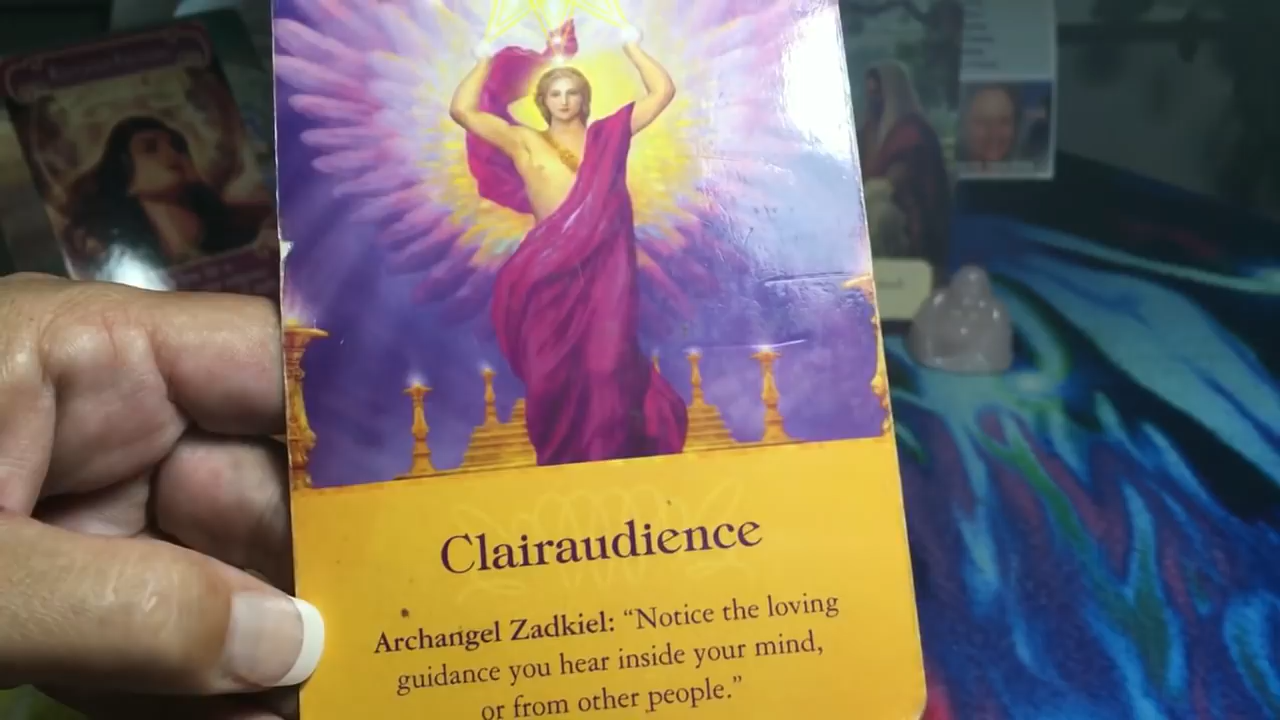 Clairaudience
Archangel Zadkiel: “Notice the loving
guidance you hear inside your mind,
or from other people.”